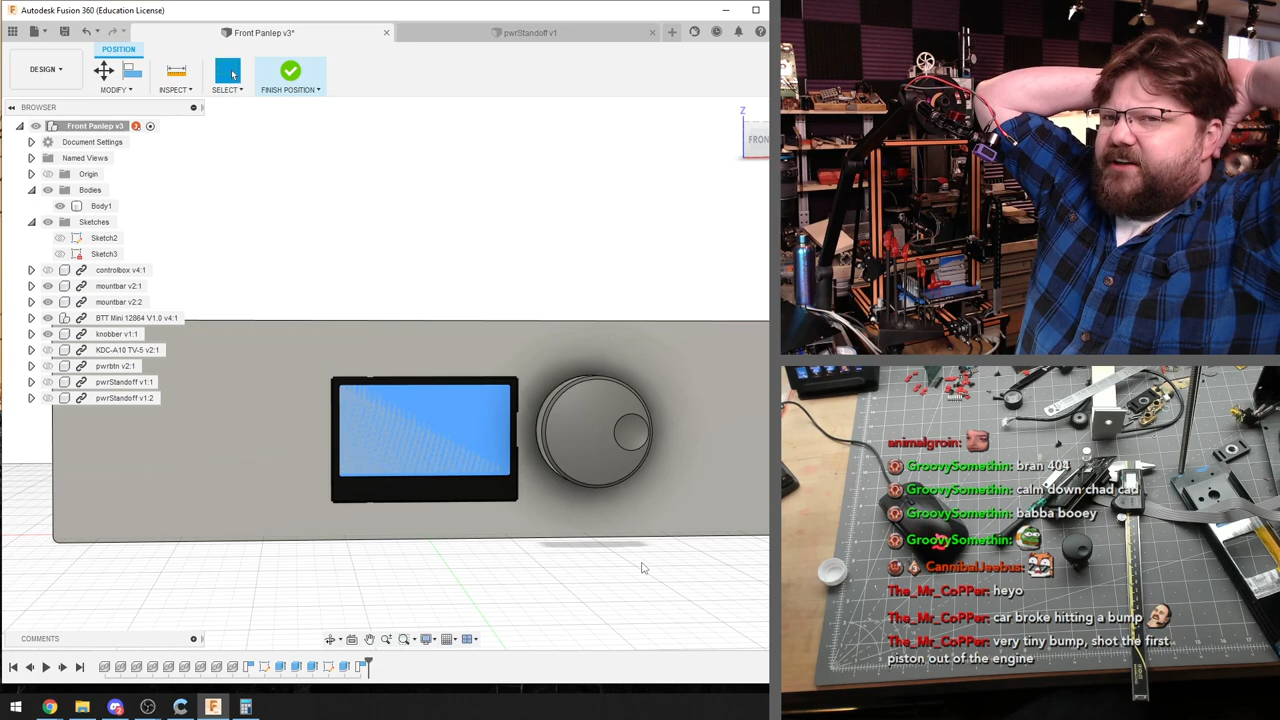 Autodesk Fusion 360 (Education License)
Front Panlep v3*
pwrStandoff v1
POSITION
DESIGN
MODIFY
INSPECT
SELECT
FINISH POSITION
BROWSER
Front Panlep v3
Document Settings
Named Views
Origin
Bodies
Body1
Sketches
Sketch2
Sketch3
controlbox v4:1
mountbar v2:1
mountbar v2:2
BTT Mini 12864 V1.0 v4:1
knobber v1:1
KDC-A10 TV-5 v2:1
pwrbtn v2:1
pwrStandoff v1:1
pwrStandoff v1:2
Z
FRON
COMMENTS
animalgroin:
GroovySomethin: bran 404
GroovySomethin: calm down chad cad
GroovySomethin: babba booey
GroovySomethin:
CannibalJeebus:
The_Mr_CoPPer: heyo
The_Mr_CoPPer: car broke hitting a bump
The_Mr_CoPPer: very tiny bump, shot the first
piston out of the engine